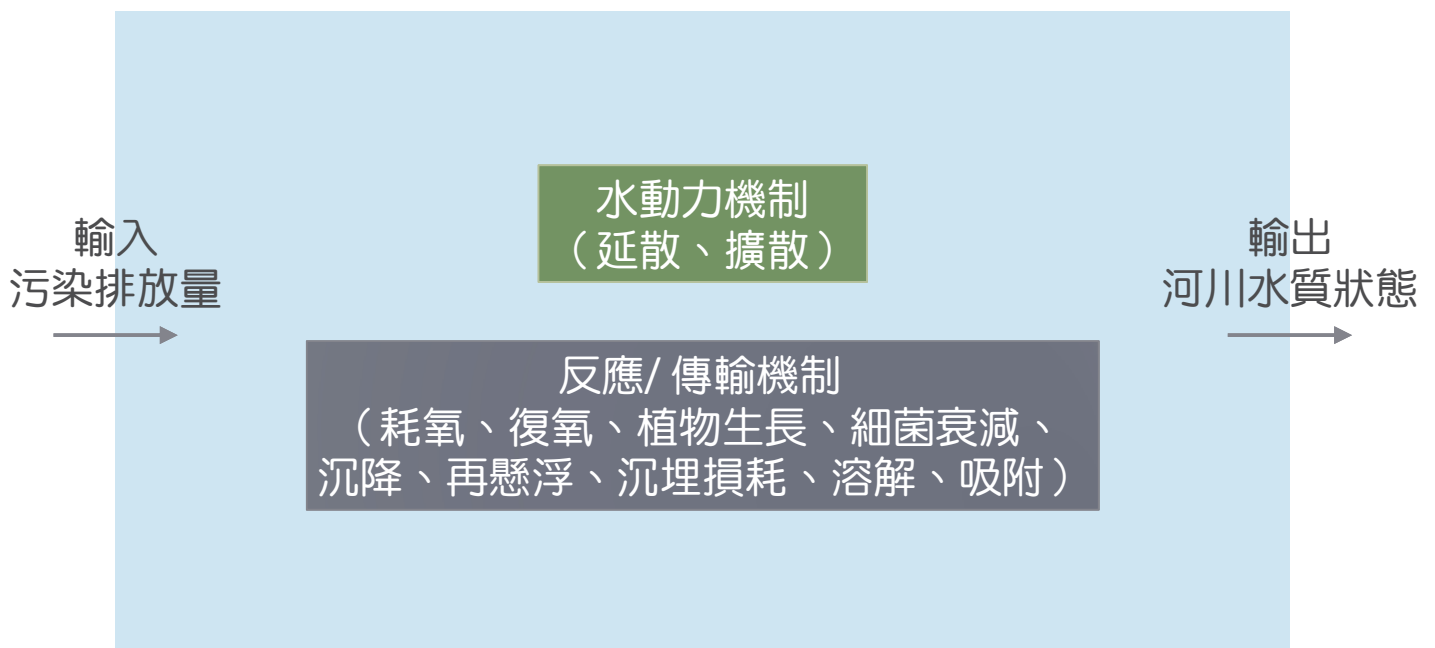 水動力機制
（延散、擴散）
輸入
污染排放量
輸出
河川水質狀態
反應/ 傳輸機制
（耗氧、復氧、植物生長、細菌衰減、
沉降、再懸浮、沉埋損耗、溶解、吸附）